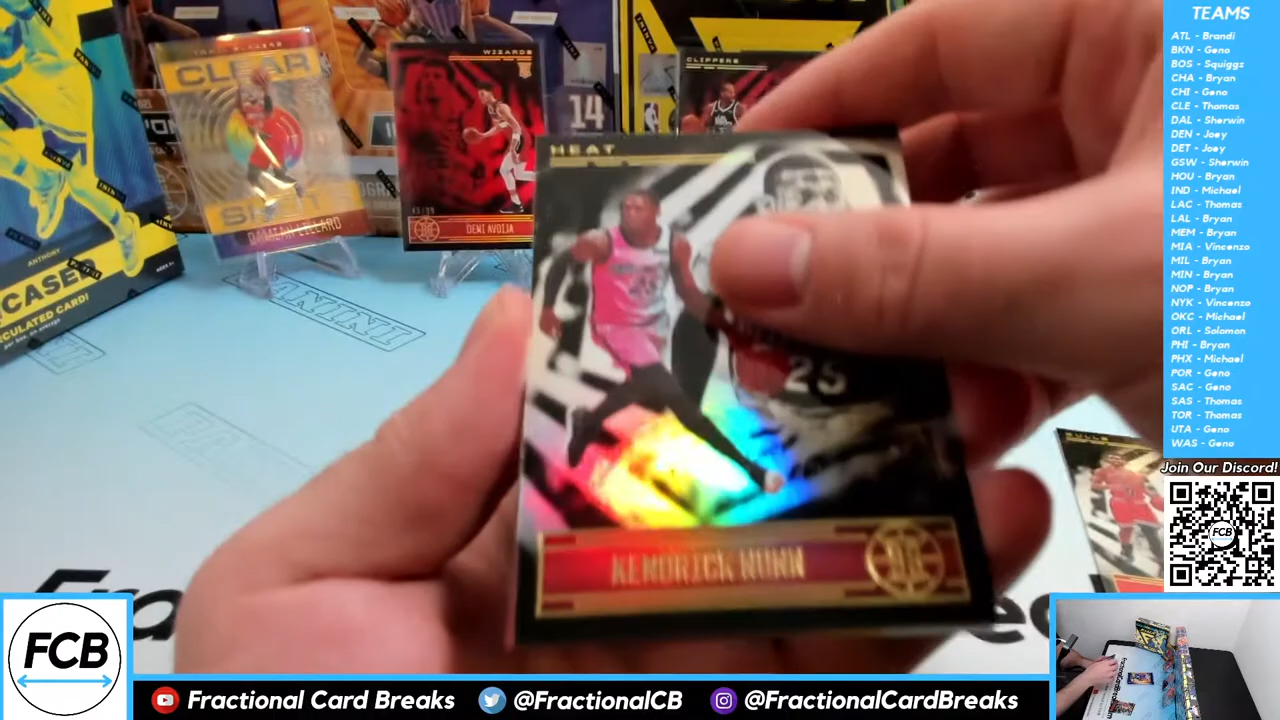 CLEAR
SHOT
DAMIAN LILLARD
WIZARDS
14
DENI AVDIJA
CLIPPERS
ANTHONY
PANINI
HEAT
25
KENDRICK NUNN
BULLS
TEAMS
ATL - Brandi
BKN - Geno
BOS - Squiggs
CHA - Bryan
CHI - Geno
CLE - Thomas
DAL - Sherwin
DEN - Joey
DET - Joey
GSW - Sherwin
HOU - Bryan
IND - Michael
LAC - Thomas
LAL - Bryan
MEM - Bryan
MIA - Vincenzo
MIL - Bryan
MIN - Bryan
NOP - Bryan
NYK - Vincenzo
OKC - Michael
ORL - Solomon
PHI - Bryan
PHX - Michael
POR - Geno
SAC - Geno
SAS - Thomas
TOR - Thomas
UTA - Geno
WAS - Geno
Join Our Discord!
FCB
FCB
Fractional Card Breaks
@FractionalCB
@FractionalCardBreaks